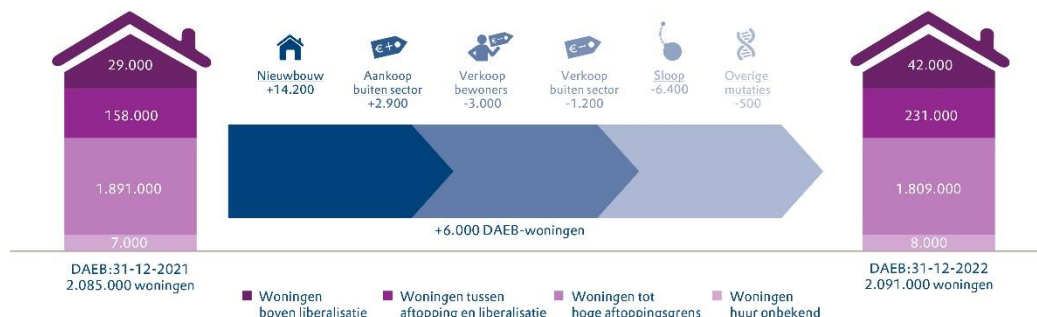 29.000
158.000
1.891.000
7.000
DAEB:31-12-2021
2.085.000 woningen
€+
Nieuwbouw
+14.200
Aankoop
buiten sector
+2.900
€-
Verkoop
bewoners
-3.000
€-
Verkoop
buiten sector
-1.200
Sloop
-6.400
Overige
mutaties
-500
+6.000 DAEB-woningen
42.000
231.000
1.809.000
8.000
DAEB:31-12-2022
2.091.000 woningen
Woningen
boven liberalisatie
Woningen tussen
aftopping en liberalisatie
Woningen tot
hoge aftoppingsgrens
Woningen
huur onbekend